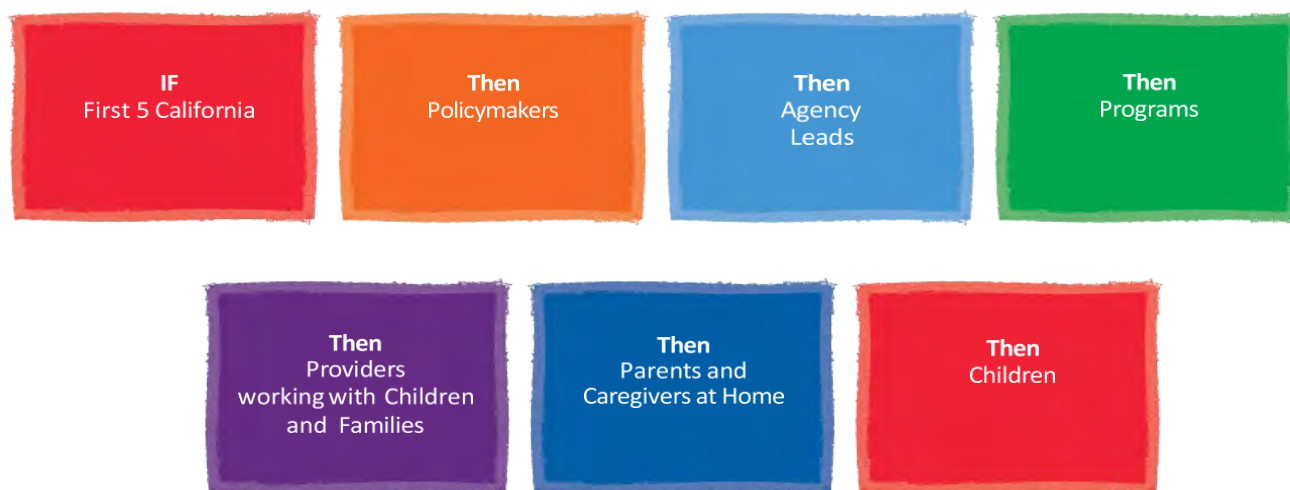 IF
First 5 California
Then
Policymakers
Then
Agency
Leads
Then
Programs
Then
Providers
working with Children
and Families
Then
Parents and
Caregivers at Home
Then
Children